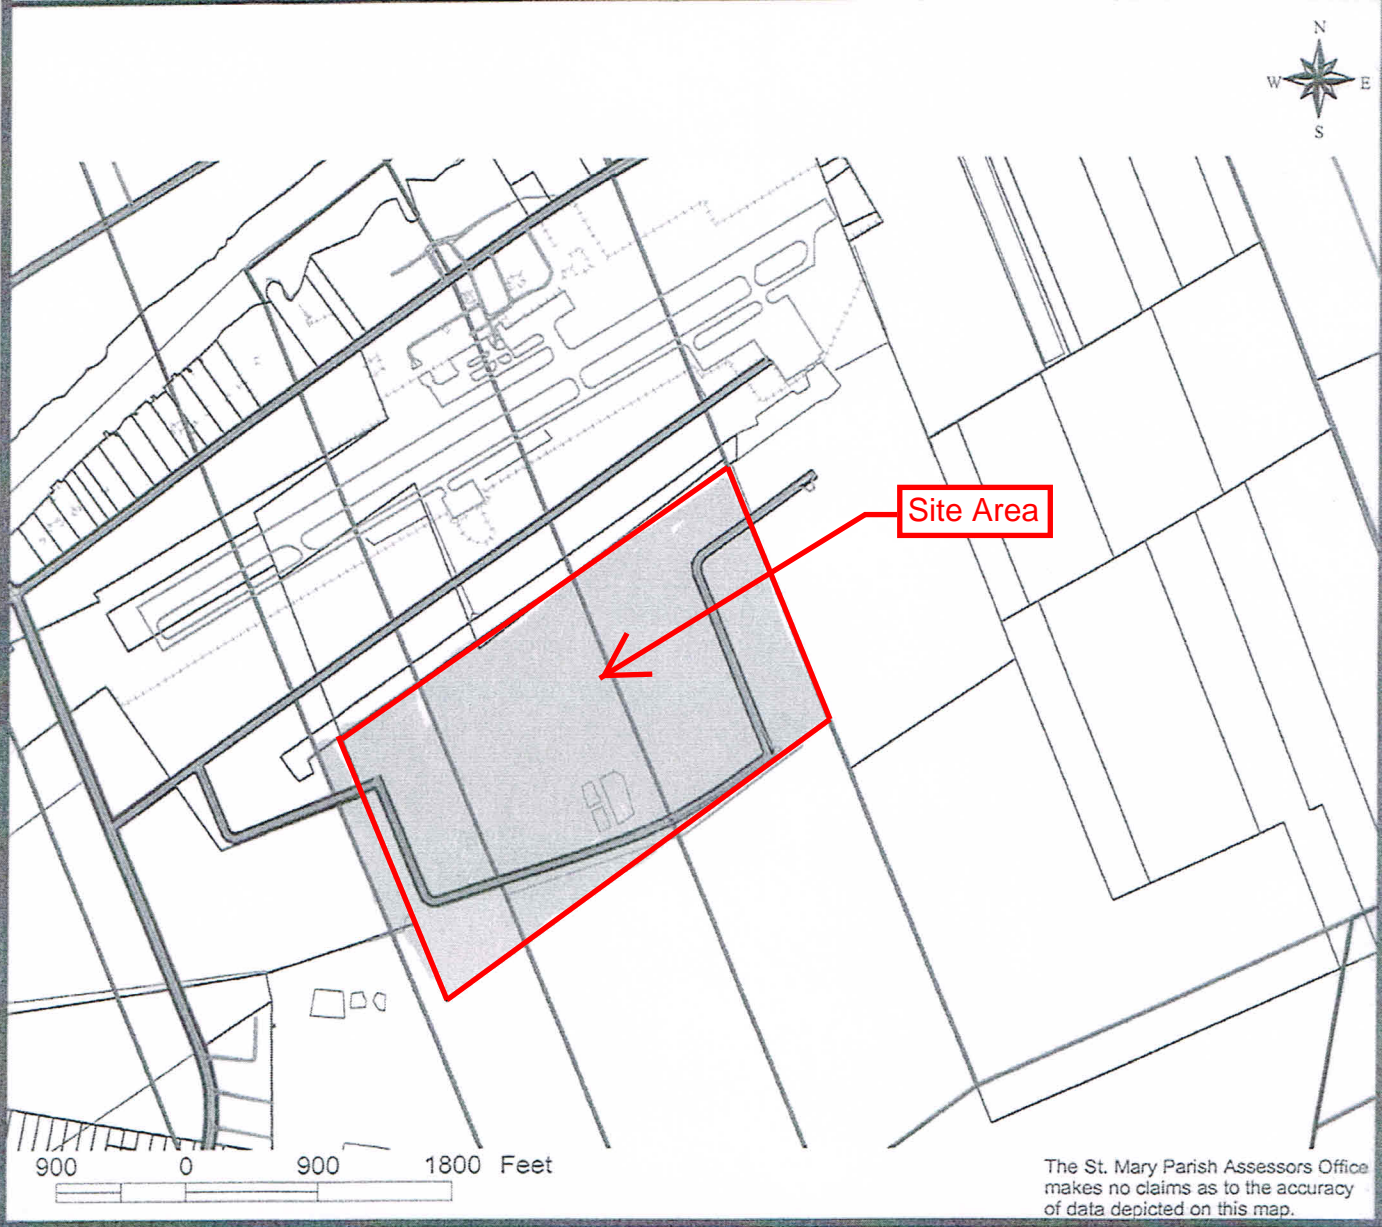 N
W E
S
Site Area
900 0 900 1800 Feet
The St. Mary Parish Assessors Office
makes no claims as to the accuracy
of data depicted on this map.